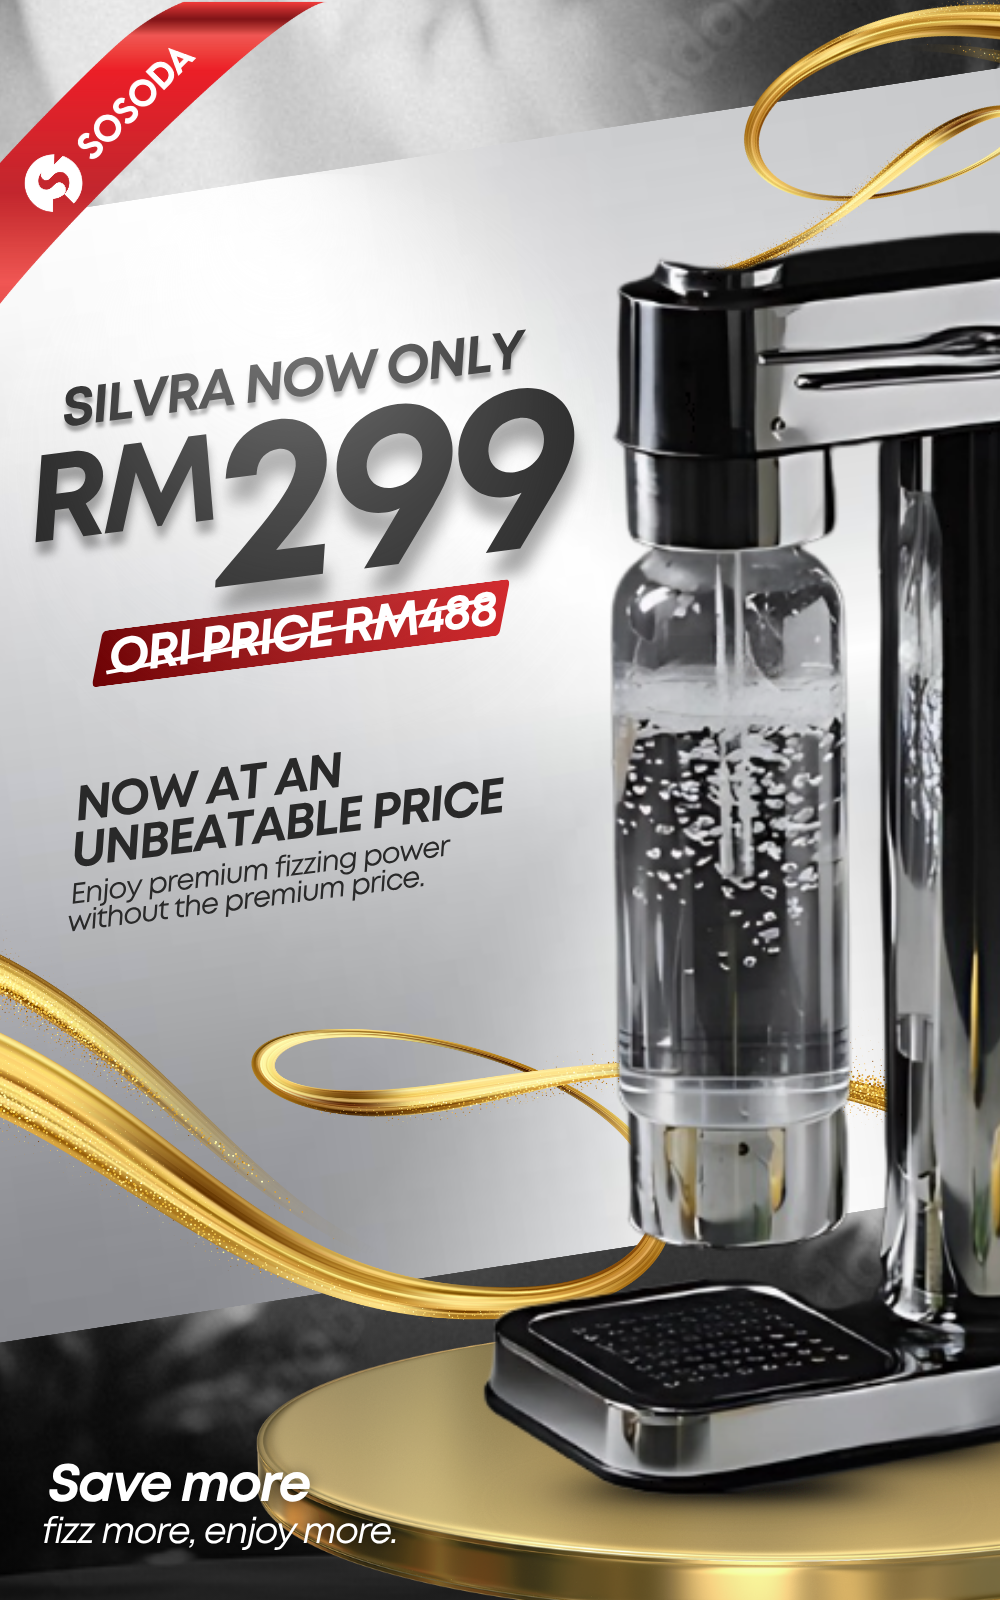 SOSODA
SILVRA NOW ONLY
RM299
ORI PRICE RM488
NOW AT AN
UNBEATABLE PRICE
Enjoy premium fizzing power
without the premium price.
Save more
fizz more, enjoy more.